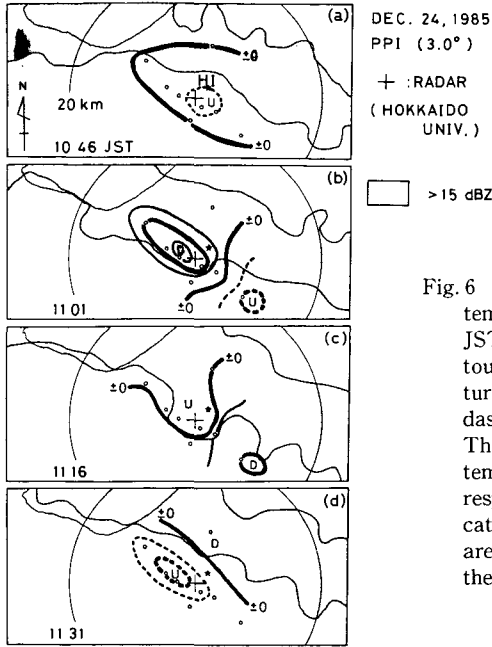 (a)
±0
HI
U
N
20 km
±0
10 46 JST
(b)
±0
D
U
±0
11 01
(c)
±0
±0
U
D
11 16
(d)
±0
D
U
±0
11 31
DEC. 24, 1985
PPI (3.0°)
+ : RADAR
( HOKKAIDO
UNIV. )
>15 dBZ
Fig. 6
tem
JST
tou
tur
das
Th
tem
res
cat
are
the